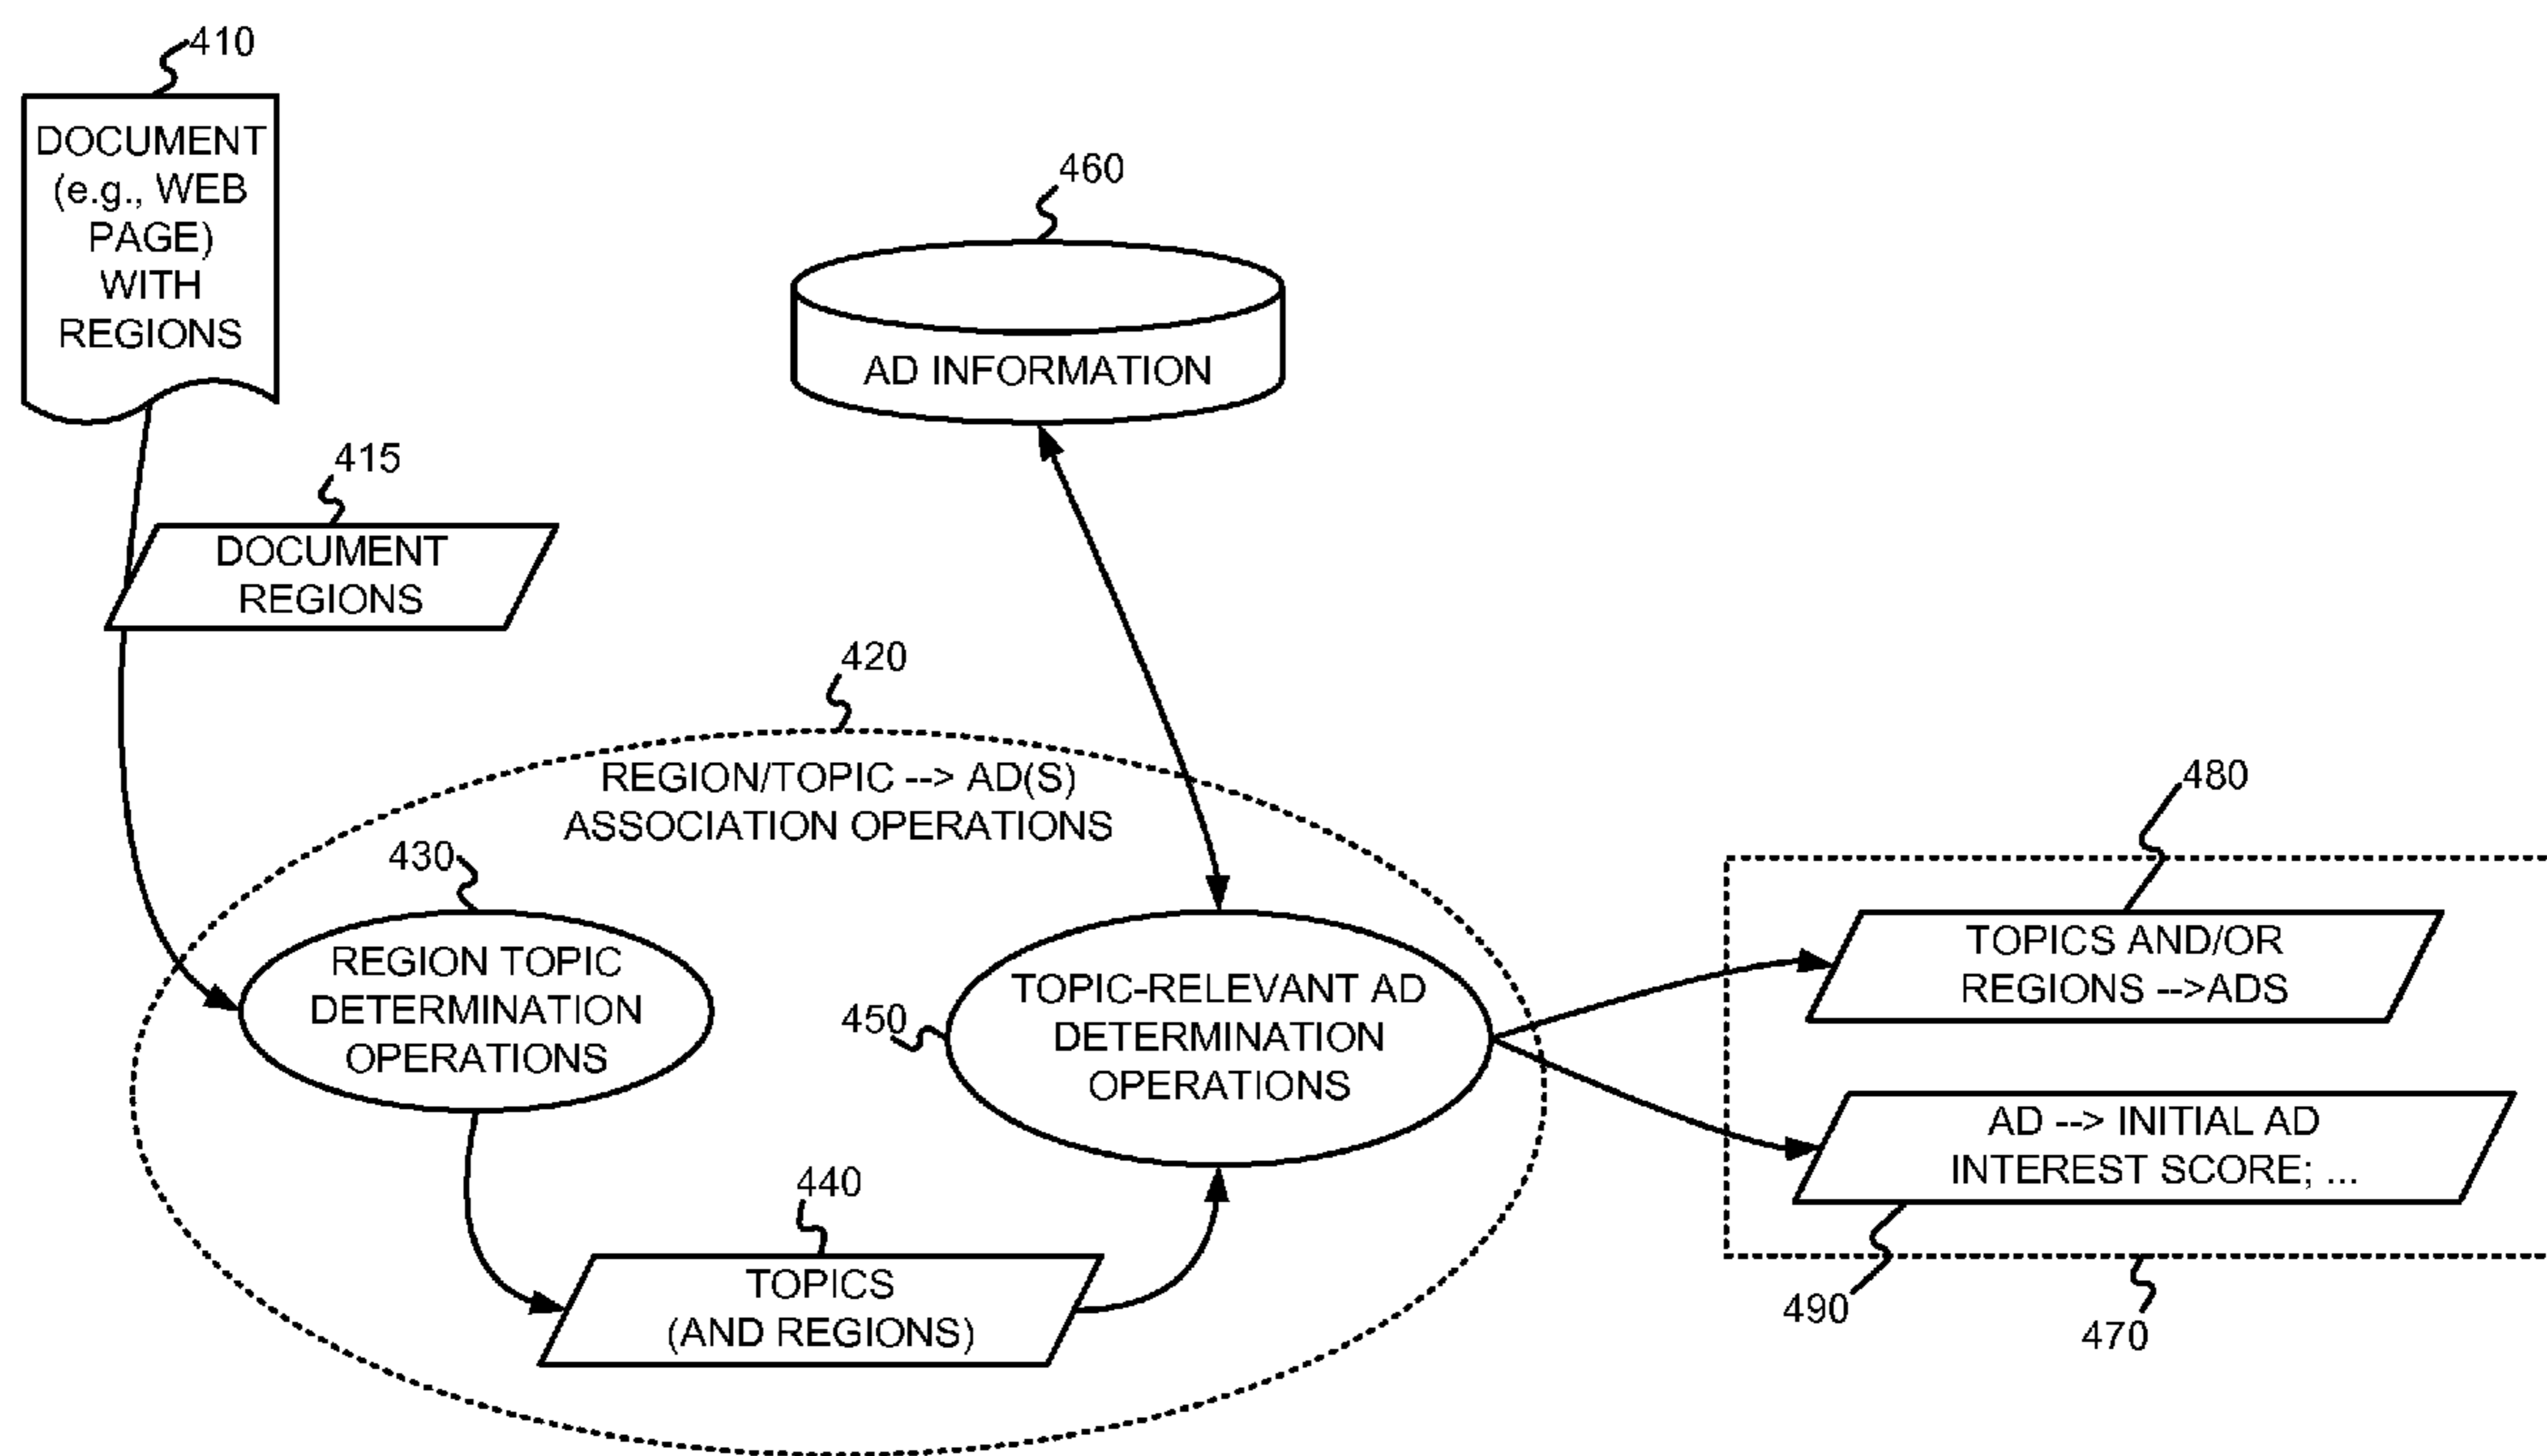 410
DOCUMENT
(e.g., WEB
PAGE)
WITH
REGIONS
460
AD INFORMATION
415
DOCUMENT
REGIONS
420
REGION/TOPIC --> AD(S)
ASSOCIATION OPERATIONS
430
REGION TOPIC
DETERMINATION
OPERATIONS
450
TOPIC-RELEVANT AD
DETERMINATION
OPERATIONS
440
TOPICS
(AND REGIONS)
480
TOPICS AND/OR
REGIONS -->ADS
AD --> INITIAL AD
INTEREST SCORE; ...
490
470